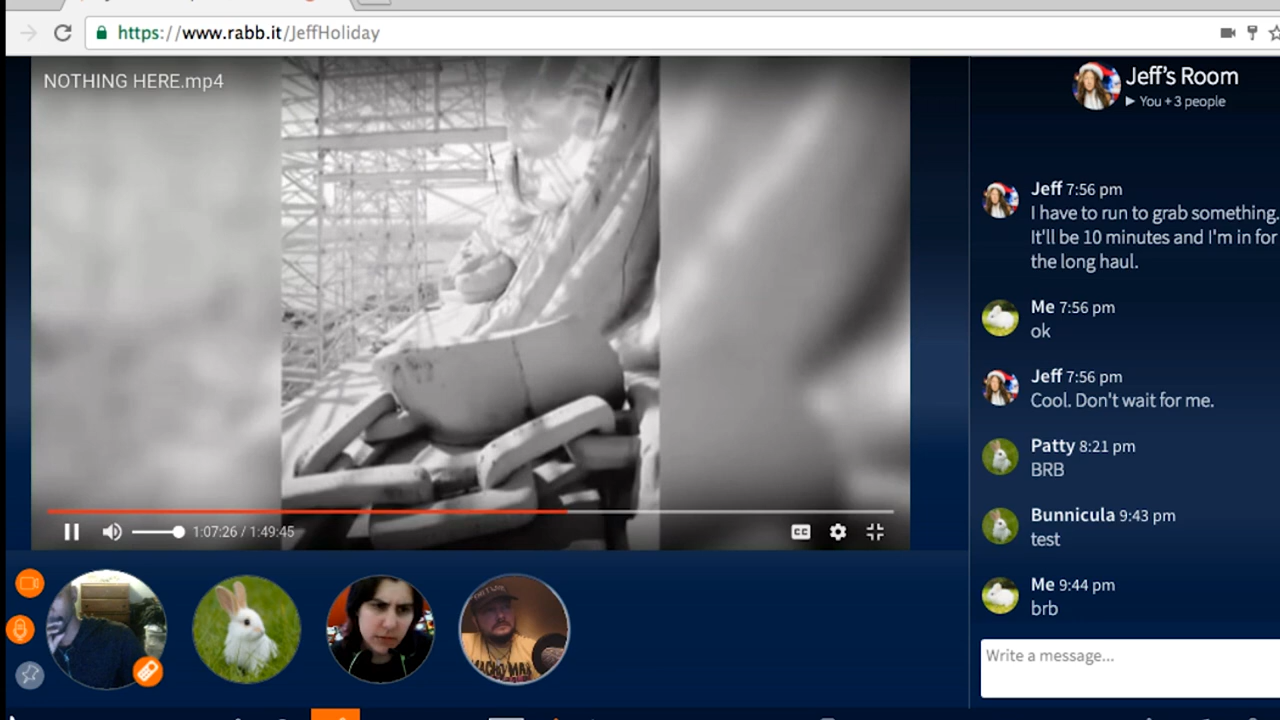 https://www.rabb.it/JeffHoliday
NOTHING HERE.mp4
1:07:26 / 1:49:45
CC
Jeff's Room
You + 3 people
Jeff 7:56 pm
I have to run to grab something.
It'll be 10 minutes and I'm in for
the long haul.
Me 7:56 pm
ok
Jeff 7:56 pm
Cool. Don't wait for me.
Patty 8:21 pm
BRB
Bunnicula 9:43 pm
test
Me 9:44 pm
brb
Write a message...
MACHO MAN